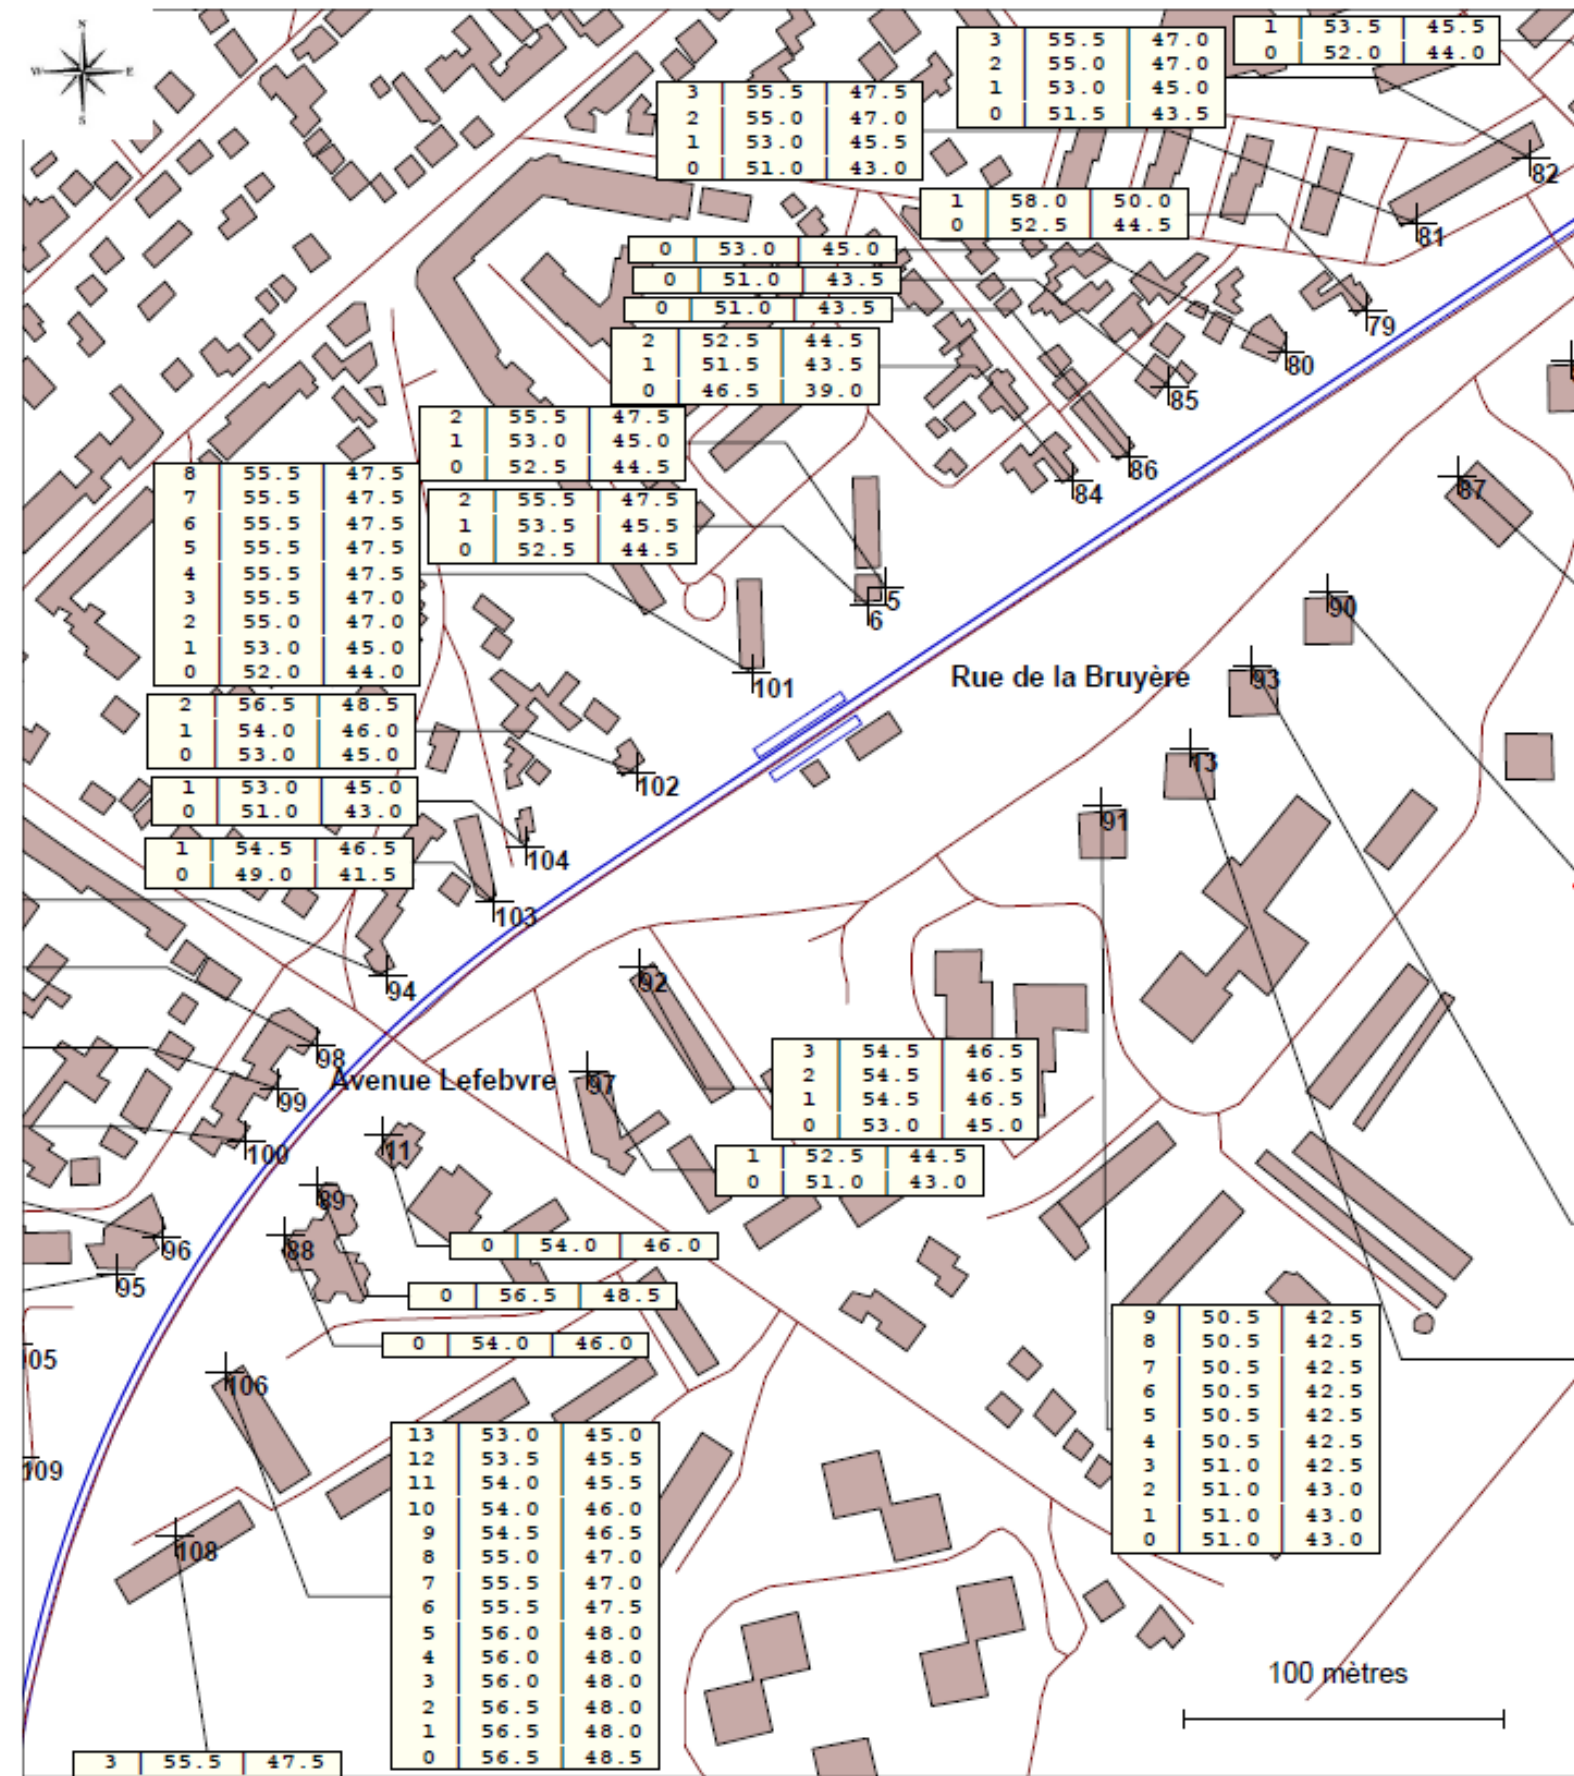 N
W E
S
1 53.5 45.5
0 52.0 44.0
3 55.5 47.0
2 55.0 47.0
1 53.0 45.0
0 51.5 43.5
3 55.5 47.5
2 55.0 47.0
1 53.0 45.5
0 51.0 43.0
82
1 58.0 50.0
0 52.5 44.5
81
0 53.0 45.0
0 51.0 43.5
0 51.0 43.5
79
2 52.5 44.5
1 51.5 43.5
0 46.5 39.0
80
85
2 55.5 47.5
1 53.0 45.0
0 52.5 44.5
86
84
87
8 55.5 47.5
7 55.5 47.5
6 55.5 47.5
5 55.5 47.5
4 55.5 47.5
3 55.5 47.0
2 55.0 47.0
1 53.0 45.0
0 52.0 44.0
2 55.5 47.5
1 53.5 45.5
0 52.5 44.5
5
6
90
Rue de la Bruyère
93
101
2 56.5 48.5
1 54.0 46.0
0 53.0 45.0
13
102
1 53.0 45.0
0 51.0 43.0
91
1 54.5 46.5
0 49.0 41.5
104
103
94
92
98
Avenue Lefebvre
97
99
3 54.5 46.5
2 54.5 46.5
1 54.5 46.5
0 53.0 45.0
11
100
1 52.5 44.5
0 51.0 43.0
89
88
96
0 54.0 46.0
95
0 56.5 48.5
0 54.0 46.0
05
106
9 50.5 42.5
8 50.5 42.5
7 50.5 42.5
6 50.5 42.5
5 50.5 42.5
4 50.5 42.5
3 51.0 42.5
2 51.0 43.0
1 51.0 43.0
0 51.0 43.0
109
13 53.0 45.0
12 53.5 45.5
11 54.0 45.5
10 54.0 46.0
9 54.5 46.5
8 55.0 47.0
7 55.5 47.0
6 55.5 47.5
5 56.0 48.0
4 56.0 48.0
3 56.0 48.0
2 56.5 48.0
1 56.5 48.0
0 56.5 48.5
108
100 mètres
3 55.5 47.5